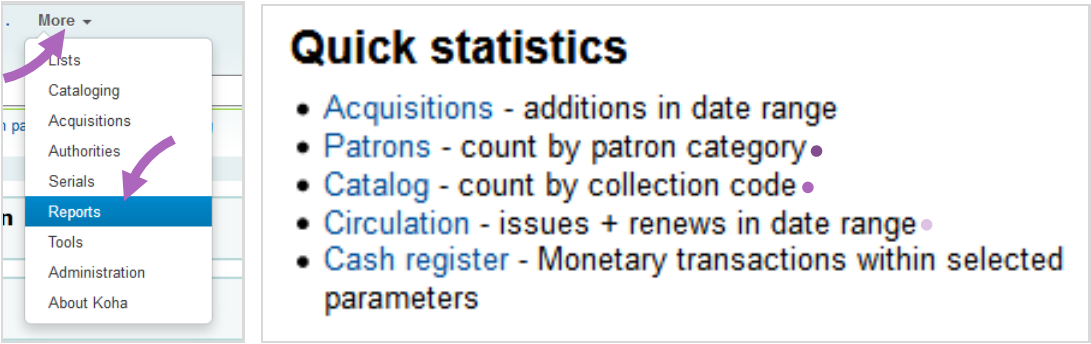 More
Lists
Cataloging
n pa
Acquisitions
Authorities
Serials
n
Reports
Tools
Administration
About Koha
Quick statistics
Acquisitions - additions in date range
Patrons - count by patron category
Catalog - count by collection code
Circulation - issues + renews in date range
Cash register - Monetary transactions within selected
parameters